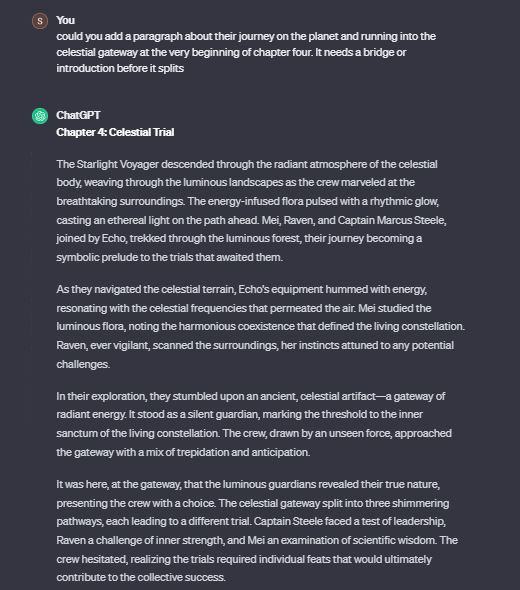 S You
could you add a paragraph about their journey on the planet and running into the
celestial gateway at the very beginning of chapter four. It needs a bridge or
introduction before it splits
ChatGPT
Chapter 4: Celestial Trial
The Starlight Voyager descended through the radiant atmosphere of the celestial
body, weaving through the luminous landscapes as the crew marveled at the
breathtaking surroundings. The energy-infused flora pulsed with a rhythmic glow,
casting an ethereal light on the path ahead. Mei, Raven, and Captain Marcus Steele,
joined by Echo, trekked through the luminous forest, their journey becoming a
symbolic prelude to the trials that awaited them.
As they navigated the celestial terrain, Echo's equipment hummed with energy,
resonating with the celestial frequencies that permeated the air. Mei studied the
luminous flora, noting the harmonious coexistence that defined the living constellation.
Raven, ever vigilant, scanned the surroundings, her instincts attuned to any potential
challenges.
In their exploration, they stumbled upon an ancient, celestial artifact—a gateway of
radiant energy. It stood as a silent guardian, marking the threshold to the inner
sanctum of the living constellation. The crew, drawn by an unseen force, approached
the gateway with a mix of trepidation and anticipation.
It was here, at the gateway, that the luminous guardians revealed their true nature,
presenting the crew with a choice. The celestial gateway split into three shimmering
pathways, each leading to a different trial. Captain Steele faced a test of leadership,
Raven a challenge of inner strength, and Mei an examination of scientific wisdom. The
crew hesitated, realizing the trials required individual feats that would ultimately
contribute to the collective success.